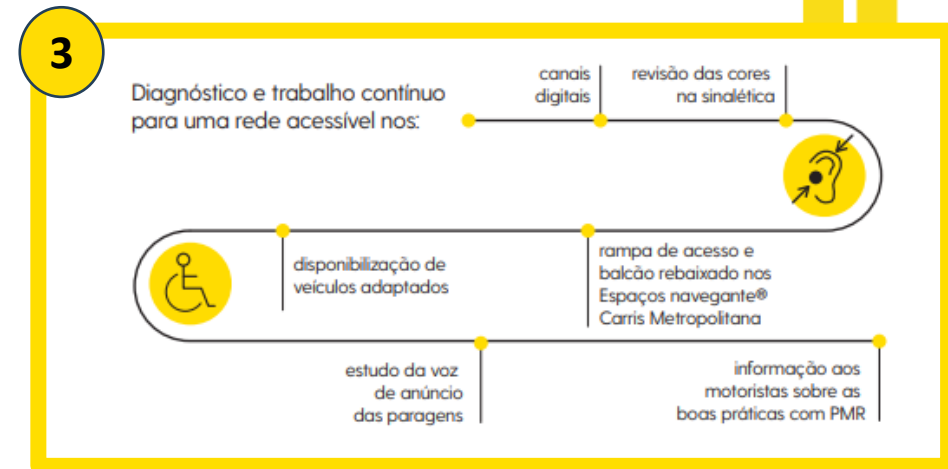 3
Diagnóstico e trabalho contínuo
para uma rede acessível nos:
canais
digitais
revisão das cores
na sinalética
rampa de acesso e
balcão rebaixado nos
Espaços navegante®
Carris Metropolitana
disponibilização de
veículos adaptados
estudo da voz
de anúncio
das paragens
informação aos
motoristas sobre as
boas práticas com PMR